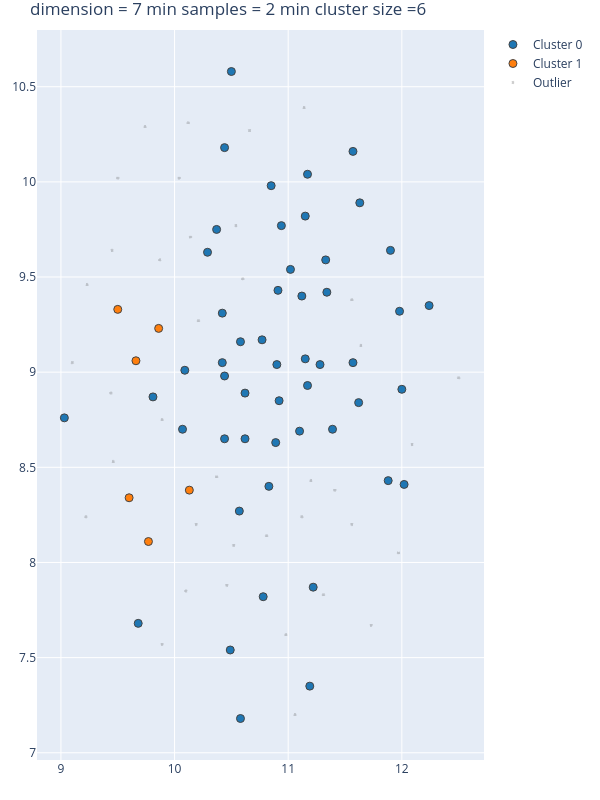 dimension = 7 min samples = 2 min cluster size =6
Cluster 0
Cluster 1
Outlier
10.5
10
9.5
9
8.5
8
7.5
7
9 10 11 12